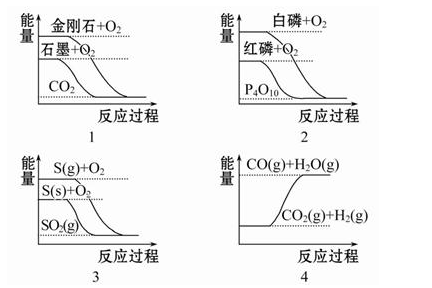 能量
金刚石+O₂
石墨+O₂
CO₂
反应过程
1
能量
白磷+O₂
红磷+O₂
P₄O₁₀
反应过程
2
能量
S(g)+O₂
S(s)+O₂
SO₂(g)
反应过程
3
能量
CO(g)+H₂O(g)
CO₂(g)+H₂(g)
反应过程
4